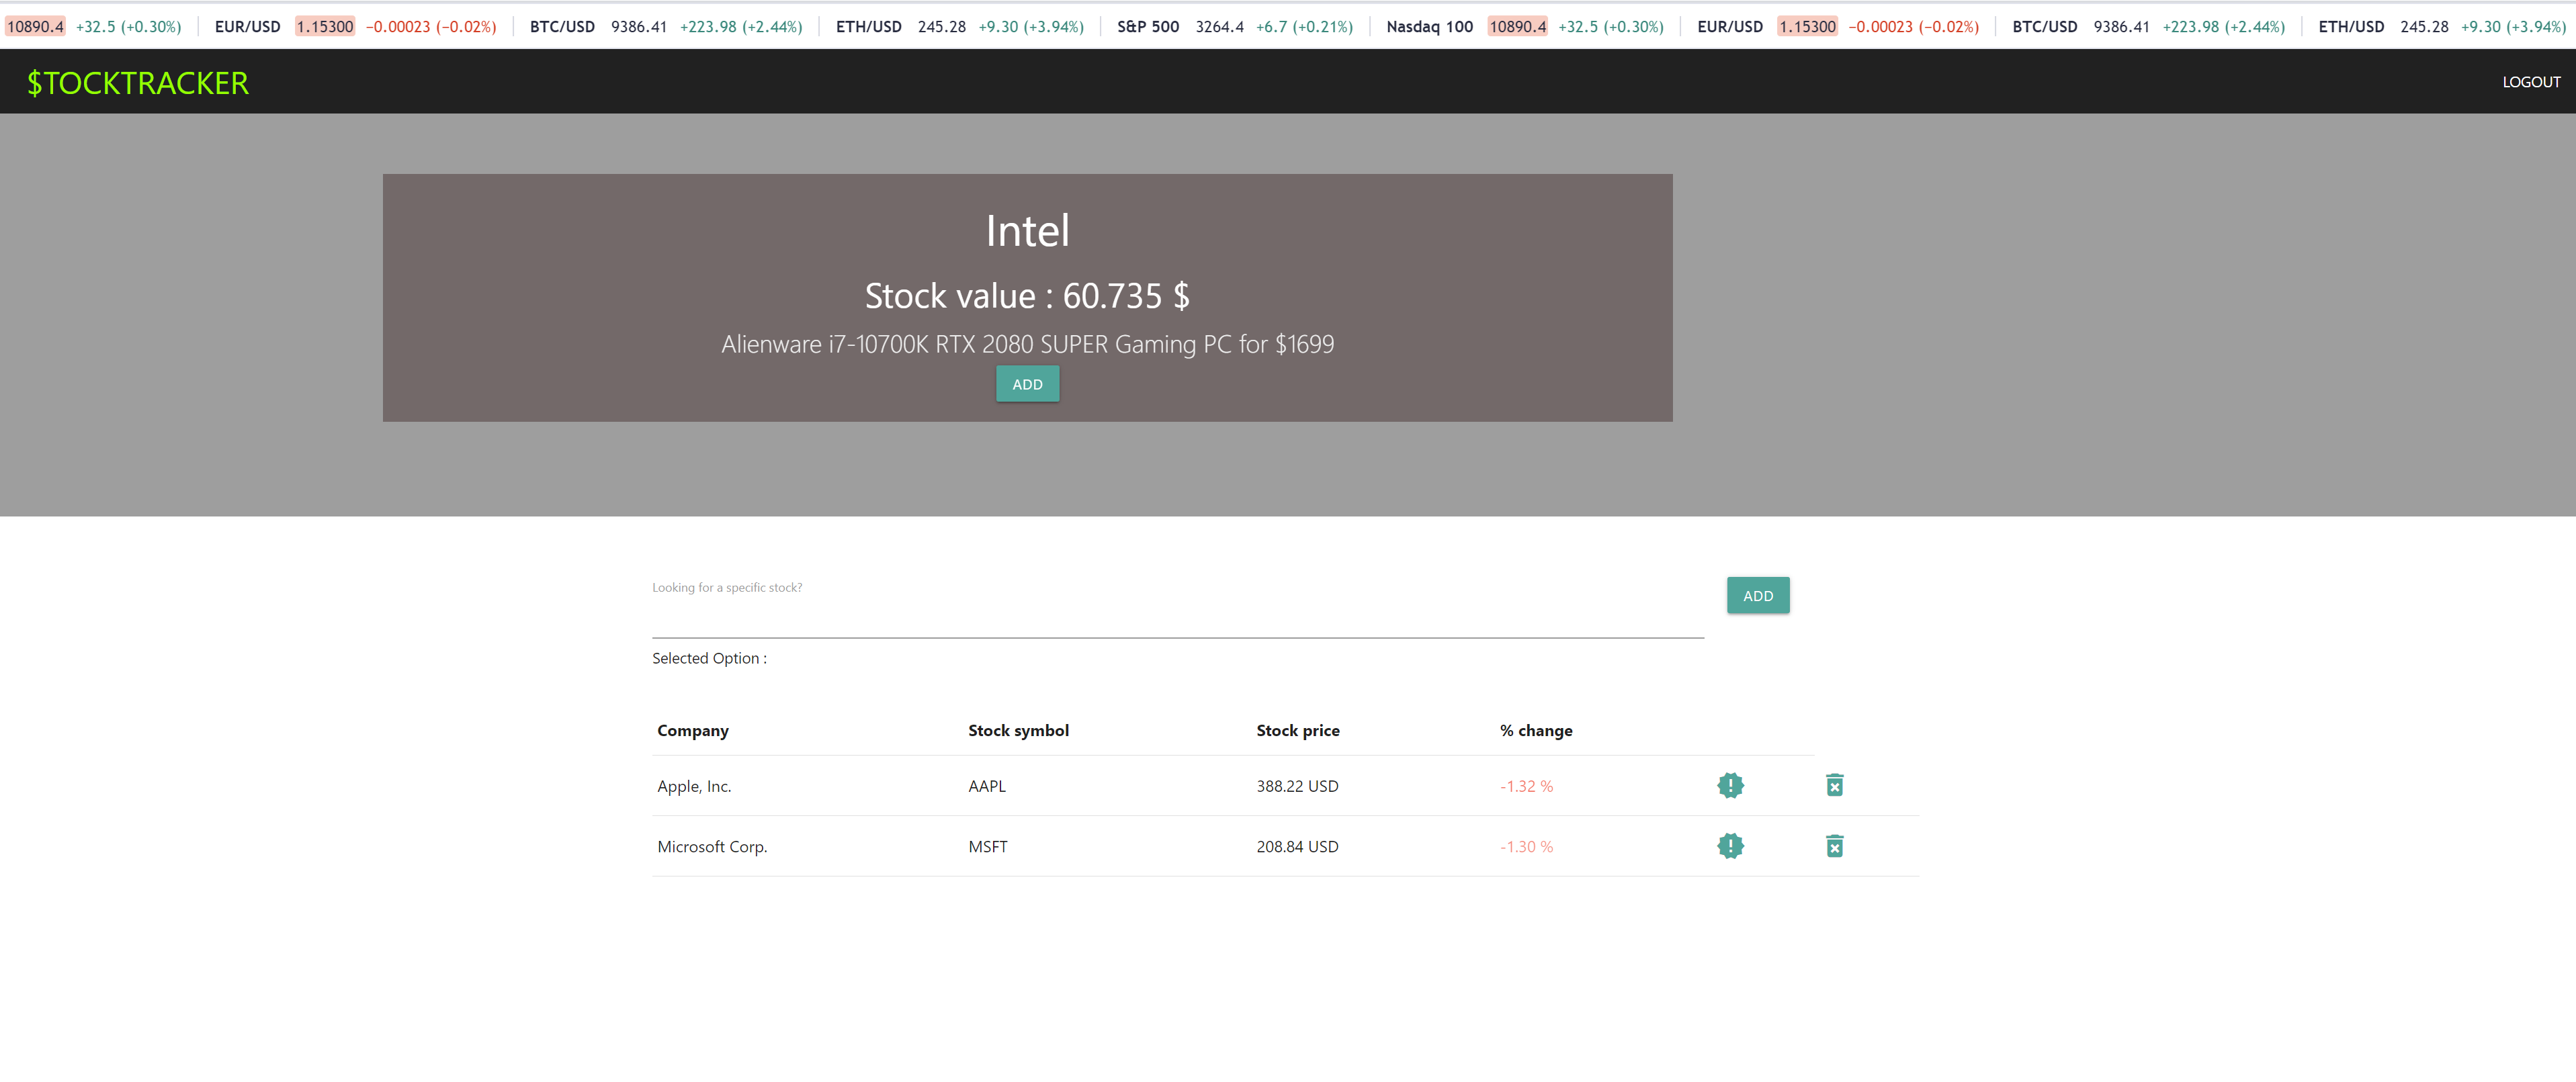 10890.4 +32.5 (+0.30%) EUR/USD 1.15300 −0.00023 (−0.02%) BTC/USD 9386.41 +223.98 (+2.44%) ETH/USD 245.28 +9.30 (+3.94%) S&P 500 3264.4 +6.7 (+0.21%) Nasdaq 100 10890.4 +32.5 (+0.30%) EUR/USD 1.15300 −0.00023 (−0.02%) BTC/USD 9386.41 +223.98 (+2.44%) ETH/USD 245.28 +9.30 (+3.94%)
$TOCKTRACKER LOGOUT
Intel
Stock value : 60.735 $
Alienware i7-10700K RTX 2080 SUPER Gaming PC for $1699
ADD
Looking for a specific stock? ADD
Selected Option :
Company Stock symbol Stock price % change
Apple, Inc. AAPL 388.22 USD -1.32 %
Microsoft Corp. MSFT 208.84 USD -1.30 %